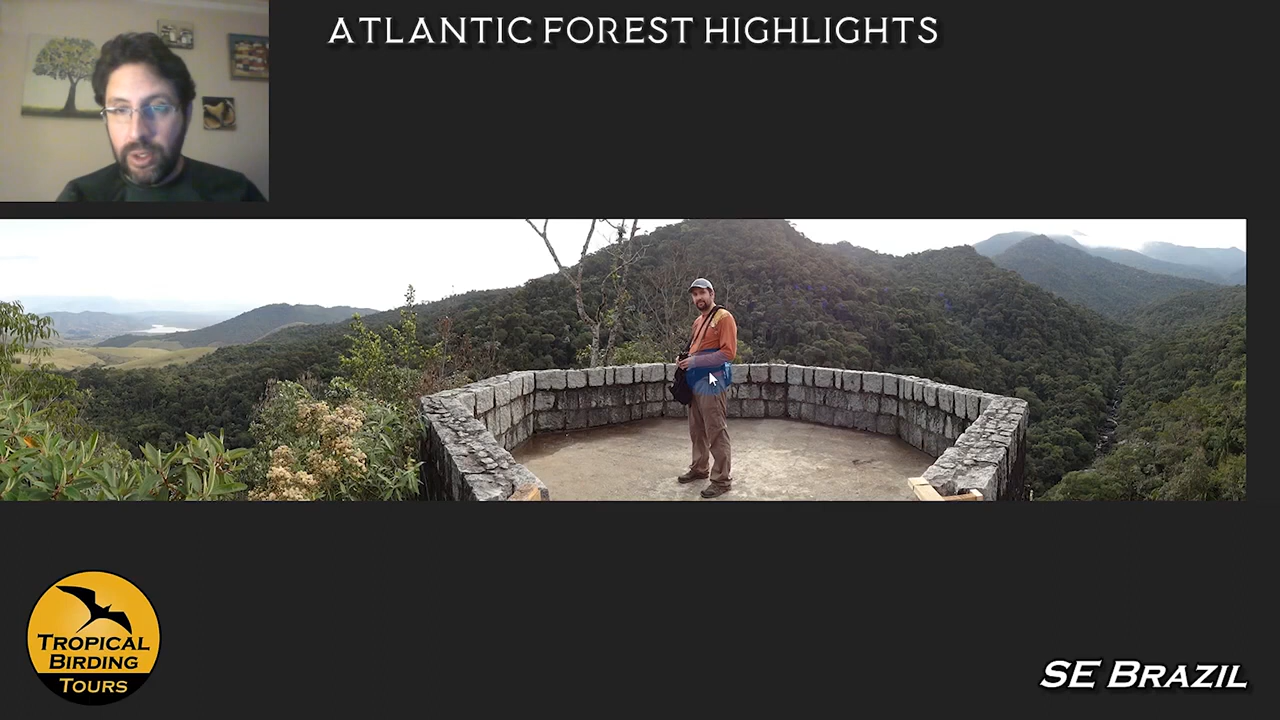 ATLANTIC FOREST HIGHLIGHTS
TROPICAL
BIRDING
TOURS
SE BRAZIL